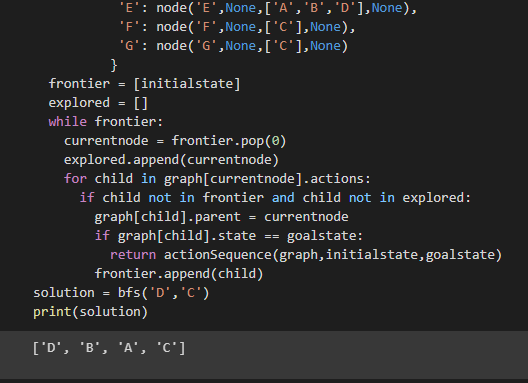 'E': node('E',None,['A','B','D'],None),
'F': node('F',None,['C'],None),
'G': node('G',None,['C'],None)
}
frontier = [initialstate]
explored = []
while frontier:
currentnode = frontier.pop(0)
explored.append(currentnode)
for child in graph[currentnode].actions:
if child not in frontier and child not in explored:
graph[child].parent = currentnode
if graph[child].state == goalstate:
return actionSequence(graph,initialstate,goalstate)
frontier.append(child)
solution = bfs('D','C')
print(solution)
['D', 'B', 'A', 'C']